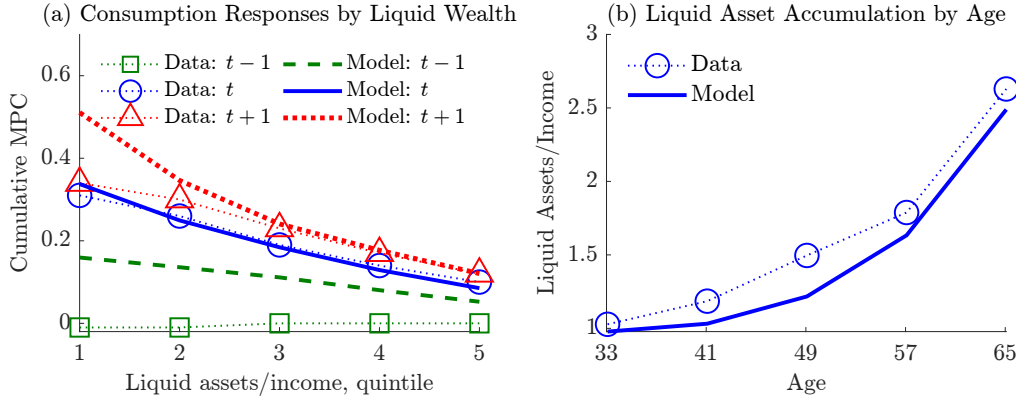 (a) Consumption Responses by Liquid Wealth
Cumulative MPC
0.6
0.4
0.2
0
Data: t − 1
Data: t
Data: t + 1
Model: t − 1
Model: t
Model: t + 1
1 2 3 4 5
Liquid assets/income, quintile
(b) Liquid Asset Accumulation by Age
Liquid Assets/Income
3
2.5
2
1.5
1
Data
Model
33 41 49 57 65
Age